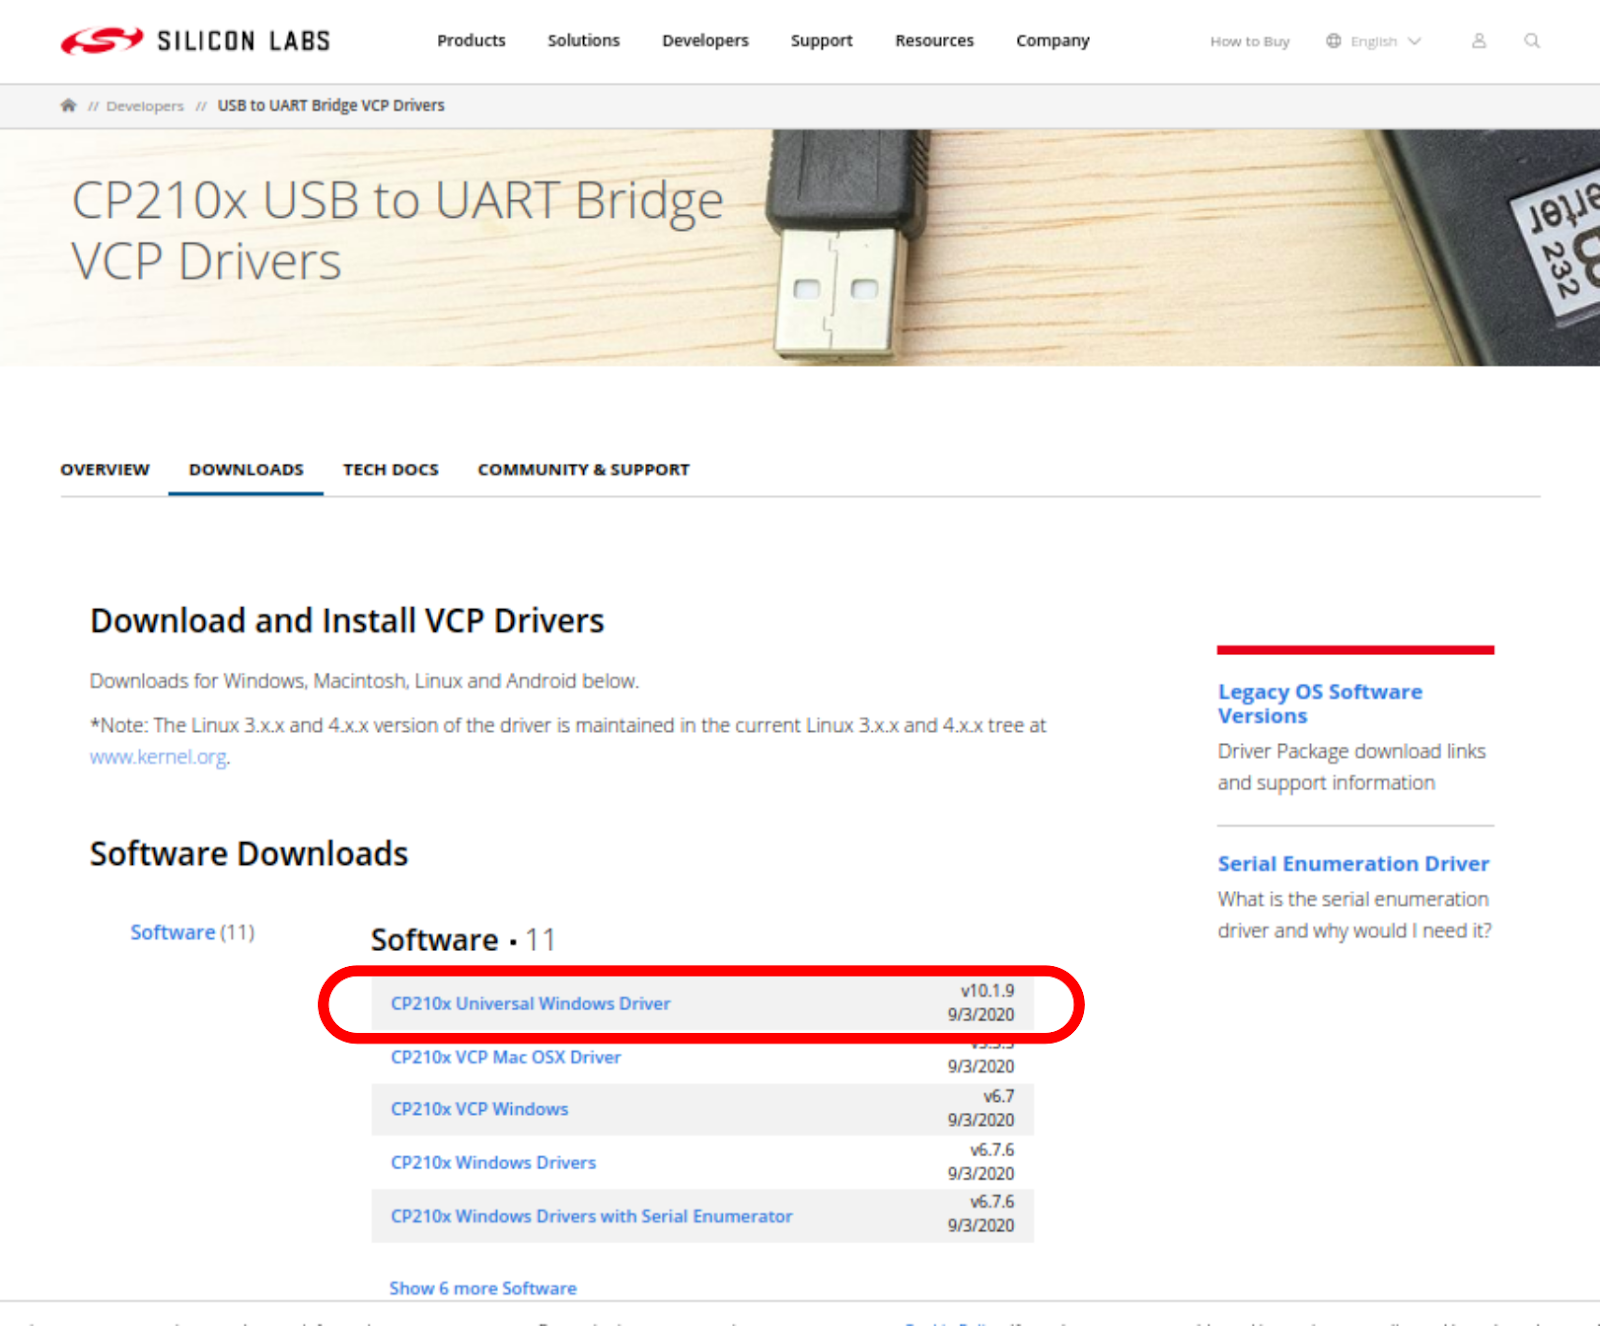 SILICON LABS
Products Solutions Developers Support Resources Company How to Buy English
// Developers // USB to UART Bridge VCP Drivers
CP210x USB to UART Bridge
VCP Drivers
232
OVERVIEW DOWNLOADS TECH DOCS COMMUNITY & SUPPORT
Download and Install VCP Drivers
Downloads for Windows, Macintosh, Linux and Android below.
*Note: The Linux 3.x.x and 4.x.x version of the driver is maintained in the current Linux 3.x.x and 4.x.x tree at
www.kernel.org.
Software Downloads
Software (11)
Software • 11
CP210x Universal Windows Driver v10.1.9
9/3/2020
CP210x VCP Mac OSX Driver
9/3/2020
CP210x VCP Windows v6.7
9/3/2020
CP210x Windows Drivers v6.7.6
9/3/2020
CP210x Windows Drivers with Serial Enumerator v6.7.6
9/3/2020
Show 6 more Software
Legacy OS Software
Versions
Driver Package download links
and support information
Serial Enumeration Driver
What is the serial enumeration
driver and why would I need it?